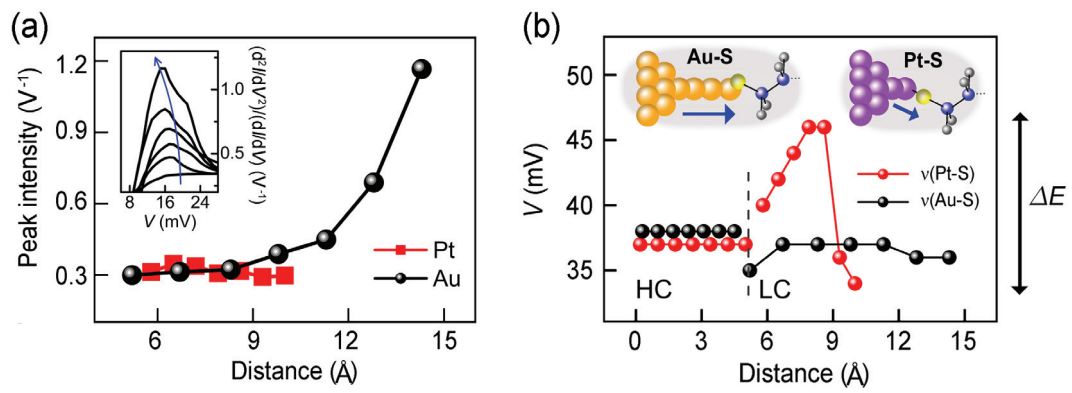 (a)
1.2
0.9
0.6
0.3
Peak intensity (V⁻¹)
6
9
12
15
Distance (Å)
8
16
24
V (mV)
1.0
0.5
(d²I/dV²)/(dI/dV) (V⁻¹)
Pt
Au
(b)
50
45
40
35
V (mV)
0
3
6
9
12
15
Distance (Å)
Au-S
Pt-S
ν(Pt-S)
ν(Au-S)
HC
LC
ΔE